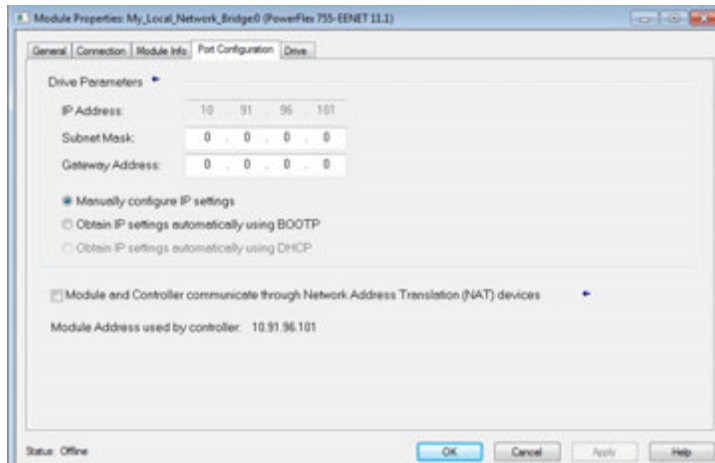 Module Properties: My_Local_Network_Bridge:0 (PowerFlex 755-EENET 11.1)
General Connection Module Info Port Configuration Drive
Drive Parameters
IP Address: 10 . 91 . 96 . 101
Subnet Mask: 0 . 0 . 0 . 0
Gateway Address: 0 . 0 . 0 . 0
Manually configure IP settings
Obtain IP settings automatically using BOOTP
Obtain IP settings automatically using DHCP
Module and Controller communicate through Network Address Translation (NAT) devices
Module Address used by controller: 10.91.96.101
Status: Offline OK Cancel Apply Help